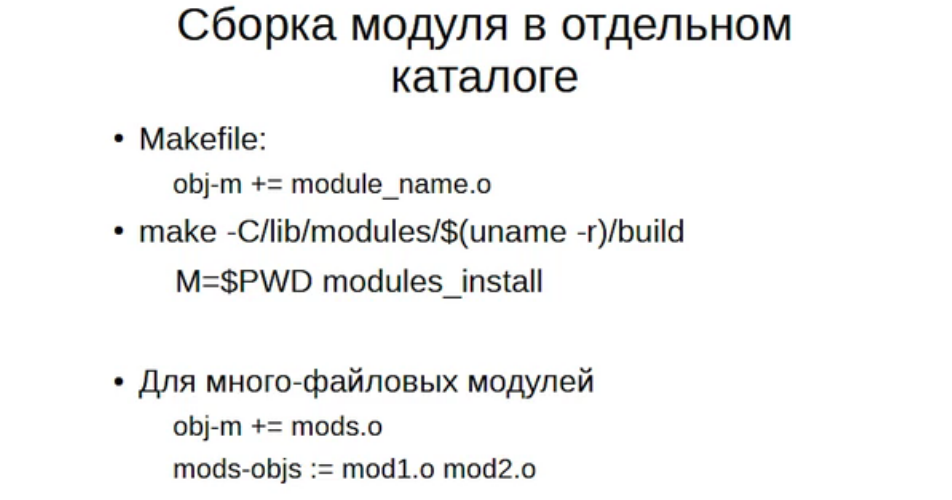 Сборка модуля в отдельном
каталоге
• Makefile:
obj-m += module_name.o
• make -C/lib/modules/$(uname -r)/build
M=$PWD modules_install
• Для много-файловых модулей
obj-m += mods.o
mods-objs := mod1.o mod2.o